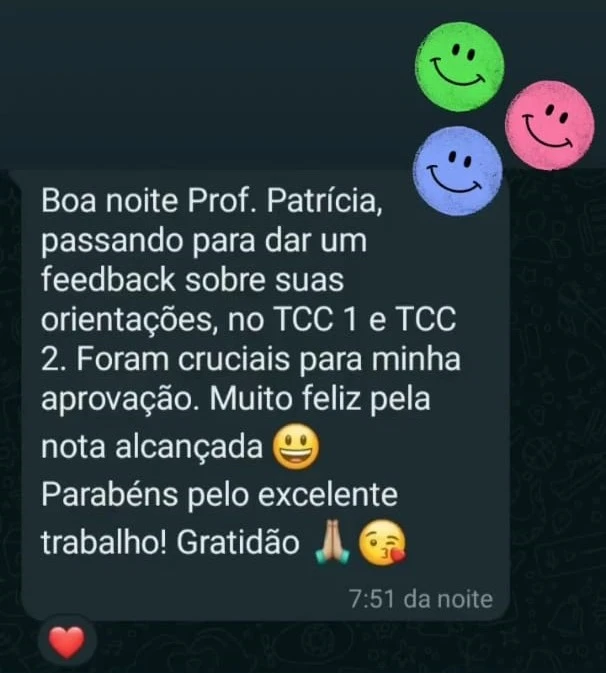 Boa noite Prof. Patrícia,
passando para dar um
feedback sobre suas
orientações, no TCC 1 e TCC
2. Foram cruciais para minha
aprovação. Muito feliz pela
nota alcançada 😃
Parabéns pelo excelente
trabalho! Gratidão 🙏🏼😘
7:51 da noite
❤️